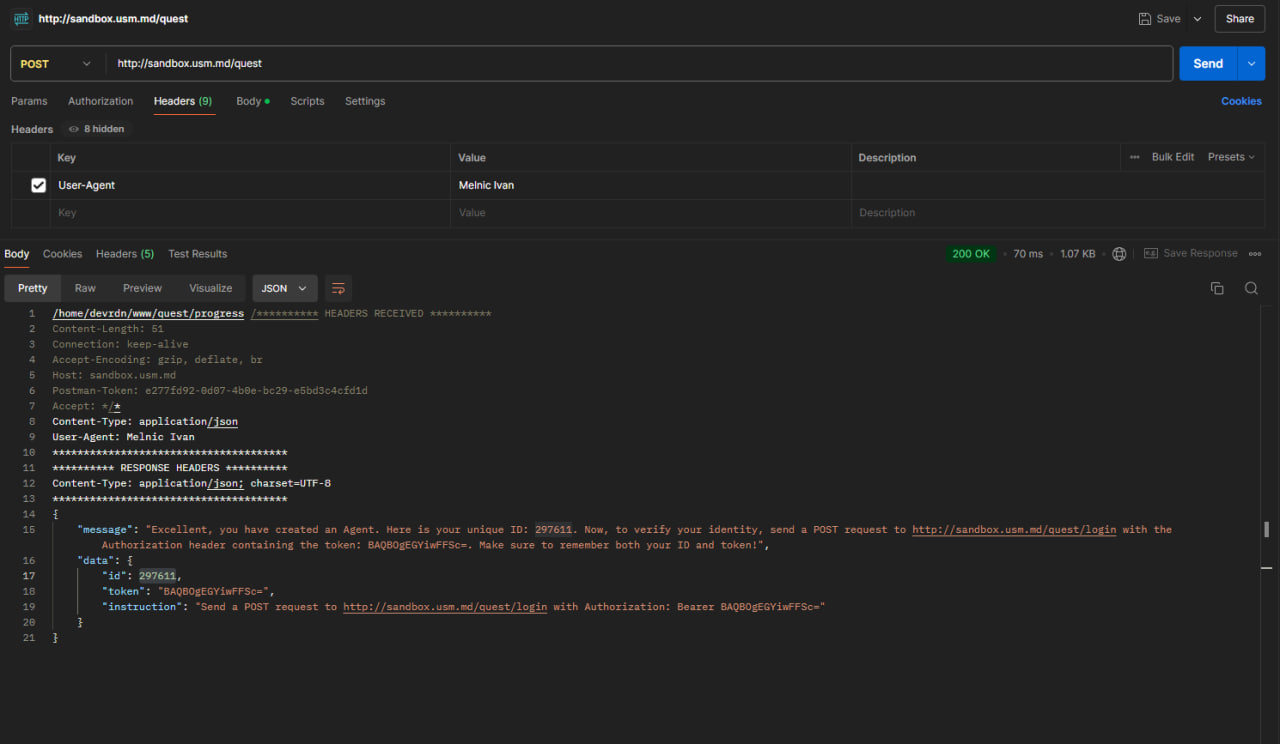 HTTP http://sandbox.usm.md/quest Save Share
POST http://sandbox.usm.md/quest Send
Params Authorization Headers (9) Body Scripts Settings Cookies
Headers 8 hidden
Key Value Description Bulk Edit Presets
User-Agent Melnic Ivan
Key Value Description
Body Cookies Headers (5) Test Results 200 OK 70 ms 1.07 KB Save Response
Pretty Raw Preview Visualize JSON
1 /home/devrdn/www/quest/progress /********** HEADERS RECEIVED **********
2 Content-Length: 51
3 Connection: keep-alive
4 Accept-Encoding: gzip, deflate, br
5 Host: sandbox.usm.md
6 Postman-Token: e277fd92-0d07-4b0e-bc29-e5bd3c4cfd1d
7 Accept: */*
8 Content-Type: application/json
9 User-Agent: Melnic Ivan
10 **************************************
11 ********** RESPONSE HEADERS **********
12 Content-Type: application/json; charset=UTF-8
13 **************************************
14 {
15 "message": "Excellent, you have created an Agent. Here is your unique ID: 297611. Now, to verify your identity, send a POST request to http://sandbox.usm.md/quest/login with the
Authorization header containing the token: BAQBOgEGYiwFFSc=. Make sure to remember both your ID and token!",
16 "data": {
17 "id": 297611,
18 "token": "BAQBOgEGYiwFFSc=",
19 "instruction": "Send a POST request to http://sandbox.usm.md/quest/login with Authorization: Bearer BAQBOgEGYiwFFSc="
20 }
21 }